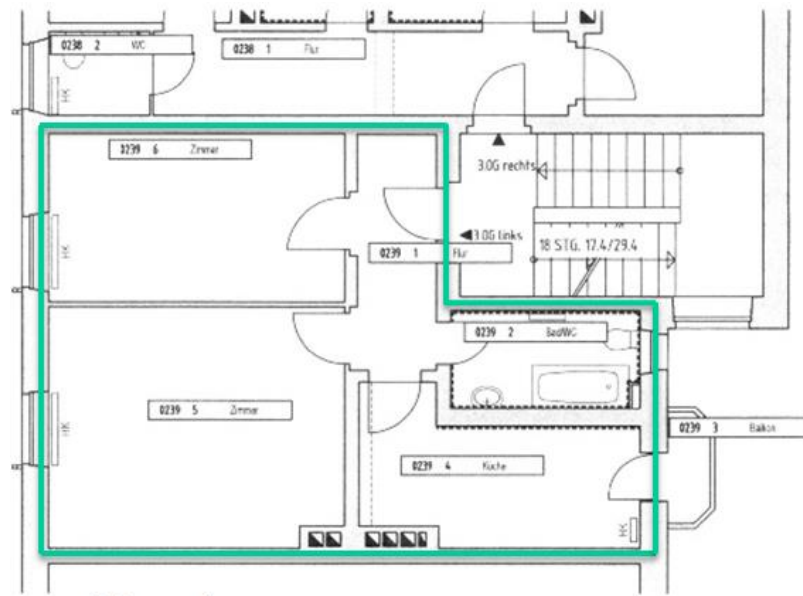 0238 2 WC
0238 1 Flur
HK
0239 6 Zimmer
3.OG rechts
3.OG links
0239 1 Flur
18 STG. 17.4/29.4
HK
0239 2 Bad/WC
0239 5 Zimmer
HK
0239 3 Balkon
0239 4 Küche
HK